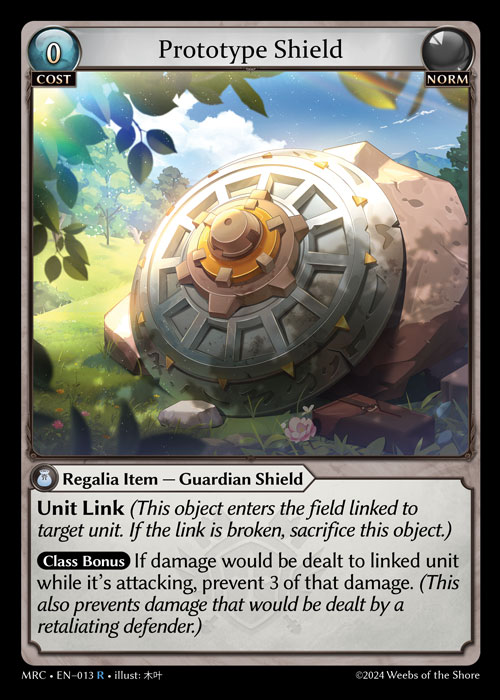 0
Prototype Shield
COST
NORM
Regalia Item — Guardian Shield
Unit Link (This object enters the field linked to
target unit. If the link is broken, sacrifice this object.)
Class Bonus If damage would be dealt to linked unit
while it's attacking, prevent 3 of that damage. (This
also prevents damage that would be dealt by a
retaliating defender.)
MRC • EN–013 R • illust: 木叶
©2024 Weebs of the Shore